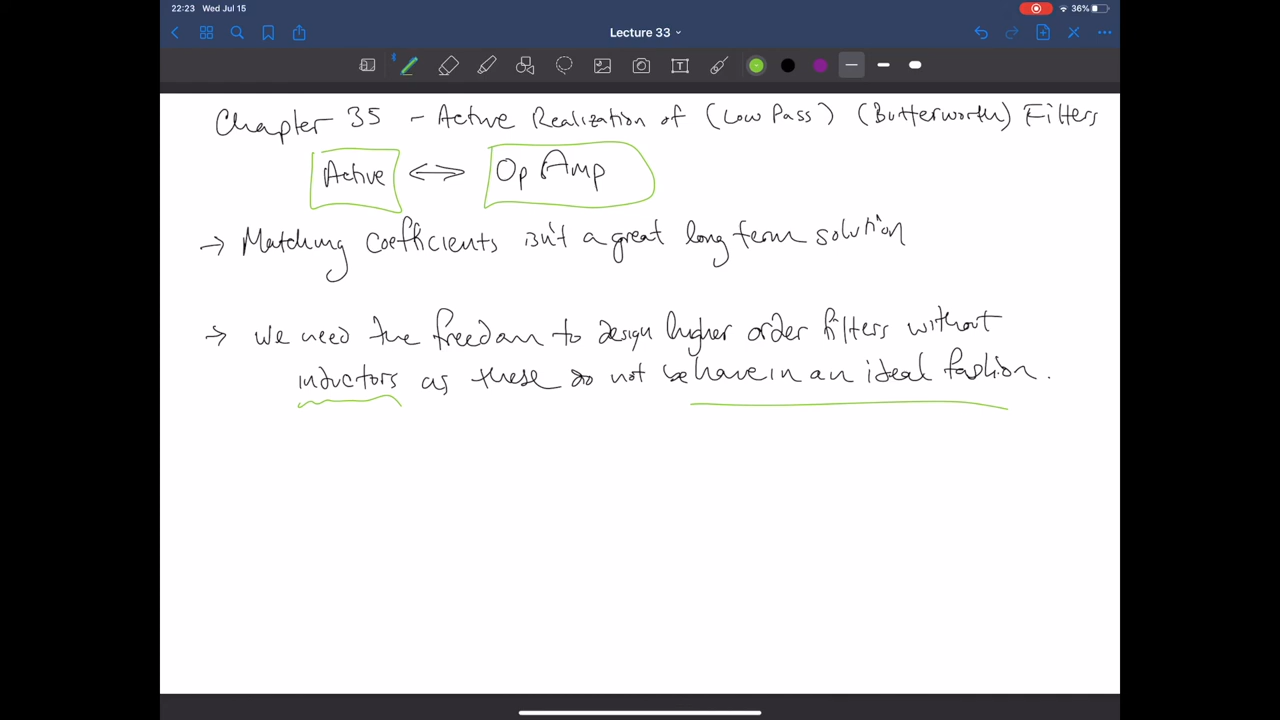 22:23 Wed Jul 15
36%
Lecture 33
Chapter 35 - Active Realization of (Low Pass) (Butterworth) Filters
Active ⟺ Op Amp
→ Matching coefficients isn't a great long term solution
→ We need the freedom to design higher order filters without
inductors as these do not behave in an ideal fashion.